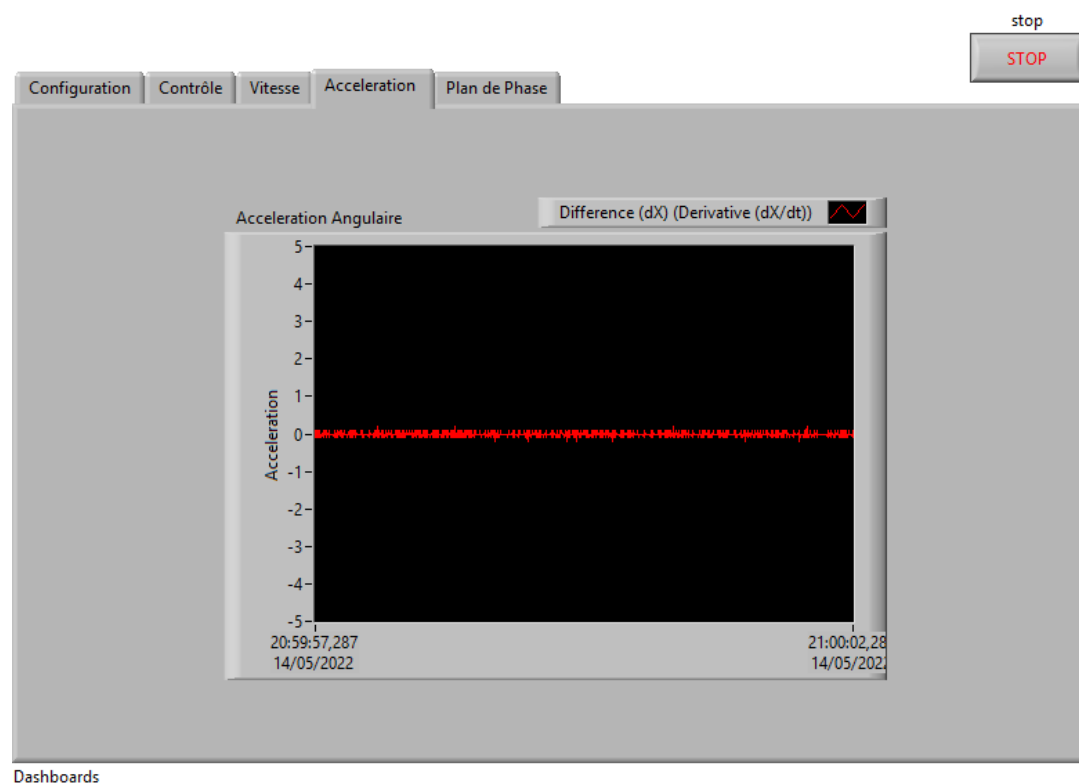 stop
STOP
Configuration Contrôle Vitesse Acceleration Plan de Phase
Acceleration Angulaire
Difference (dX) (Derivative (dX/dt))
Acceleration
5
4
3
2
1
0
-1
-2
-3
-4
-5
20:59:57,287 21:00:02,28
14/05/2022 14/05/202
Dashboards